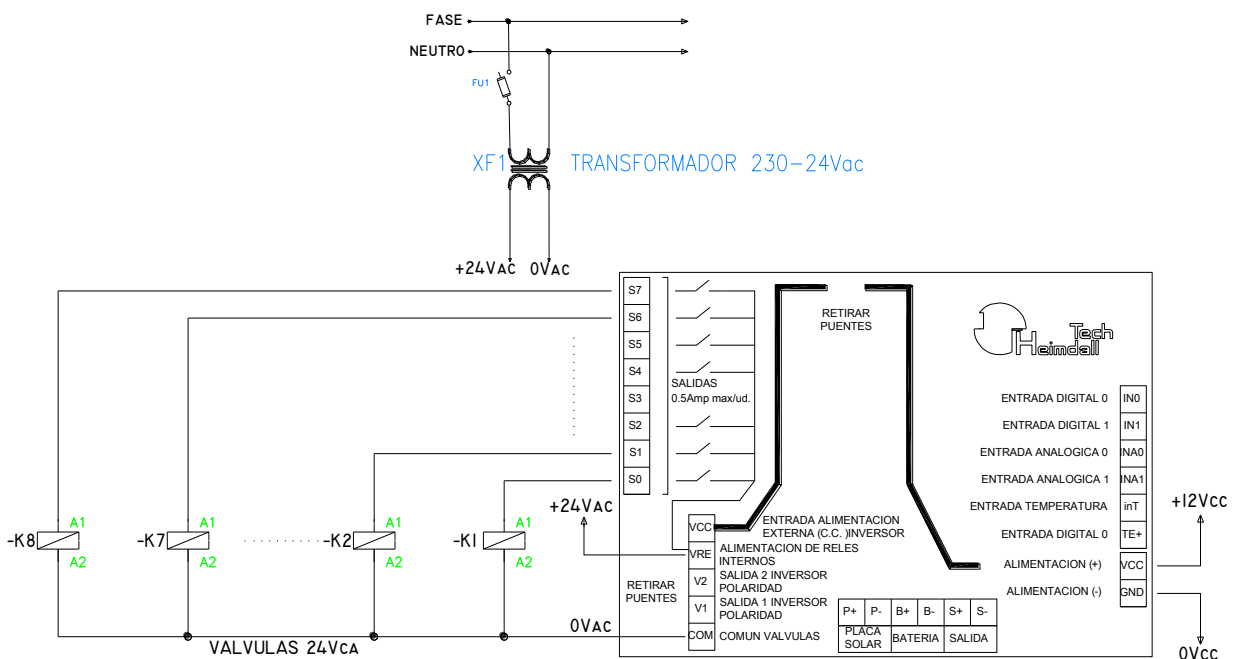 FASE
NEUTRO
FU1
XF1 TRANSFORMADOR 230-24Vac
+24VAC 0VAC
S7
S6
S5
S4
S3
S2
S1
S0
SALIDAS
0.5Amp max/ud.
RETIRAR
PUENTES
Tech
Heimdall
ENTRADA DIGITAL 0 IN0
ENTRADA DIGITAL 1 IN1
ENTRADA ANALOGICA 0 INA0
ENTRADA ANALOGICA 1 INA1
ENTRADA TEMPERATURA inT
ENTRADA DIGITAL 0 TE+
ALIMENTACION (+) VCC
ALIMENTACION (-) GND
+12Vcc
0Vcc
+24VAC
VCC ENTRADA ALIMENTACION
EXTERNA (C.C. )INVERSOR
VRE ALIMENTACION DE RELES
INTERNOS
V2 SALIDA 2 INVERSOR
POLARIDAD
V1 SALIDA 1 INVERSOR
POLARIDAD
COM COMUN VALVULAS
RETIRAR
PUENTES
0VAC
P+ P- B+ B- S+ S-
PLACA
SOLAR BATERIA SALIDA
A1 A1 A1 A1
-K8 -K7 -K2 -K1
A2 A2 A2 A2
VALVULAS 24VCA